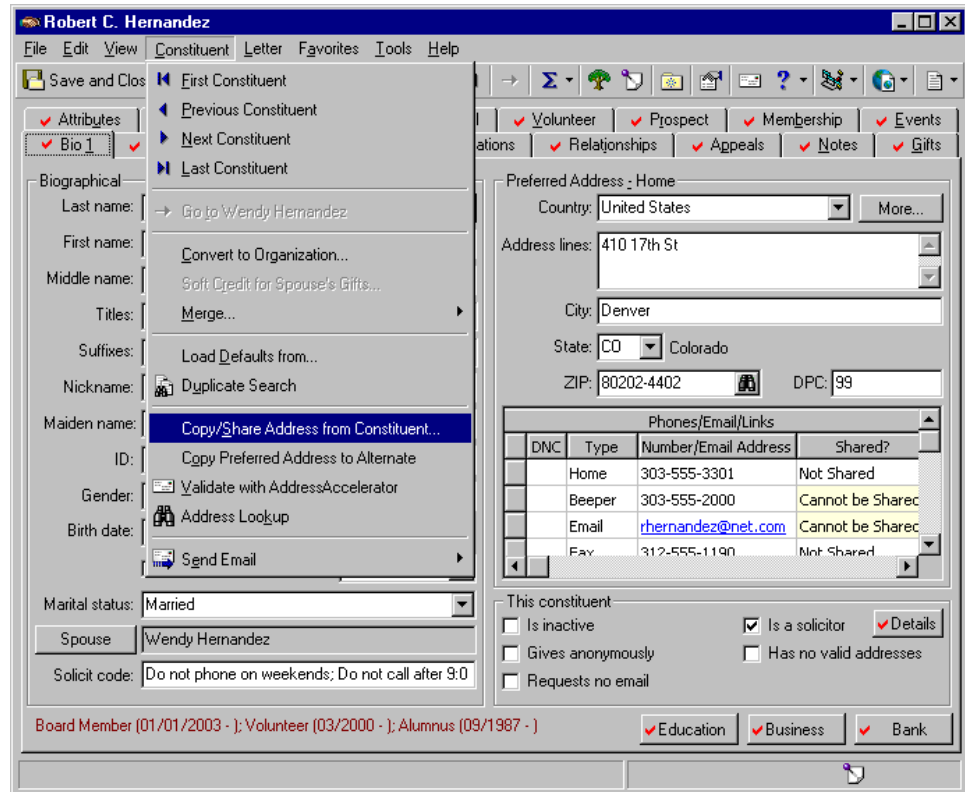 Robert C. Hernandez
File Edit View Constituent Letter Favorites Tools Help
Save and Clos
First Constituent
Previous Constituent
Next Constituent
Last Constituent
Go to Wendy Hernandez
Convert to Organization...
Soft Credit for Spouse's Gifts...
Merge...
Load Defaults from...
Duplicate Search
Copy/Share Address from Constituent...
Copy Preferred Address to Alternate
Validate with AddressAccelerator
Address Lookup
Send Email
Attributes Volunteer Prospect Membership Events
Bio 1 ations Relationships Appeals Notes Gifts
Biographical
Last name:
First name:
Middle name:
Titles:
Suffixes:
Nickname:
Maiden name:
ID:
Gender:
Birth date:
Marital status: Married
Spouse Wendy Hernandez
Solicit code: Do not phone on weekends; Do not call after 9:0
Preferred Address : Home
Country: United States More...
Address lines: 410 17th St
City: Denver
State: CO Colorado
ZIP: 80202-4402 DPC: 99
Phones/Email/Links
DNC Type Number/Email Address Shared?
Home 303-555-3301 Not Shared
Beeper 303-555-2000 Cannot be Shared
Email rhernandez@net.com Cannot be Shared
Fax 312-555-1190 Not Shared
This constituent
Is inactive Is a solicitor Details
Gives anonymously Has no valid addresses
Requests no email
Board Member (01/01/2003 - ); Volunteer (03/2000 - ); Alumnus (09/1987 - )
Education Business Bank